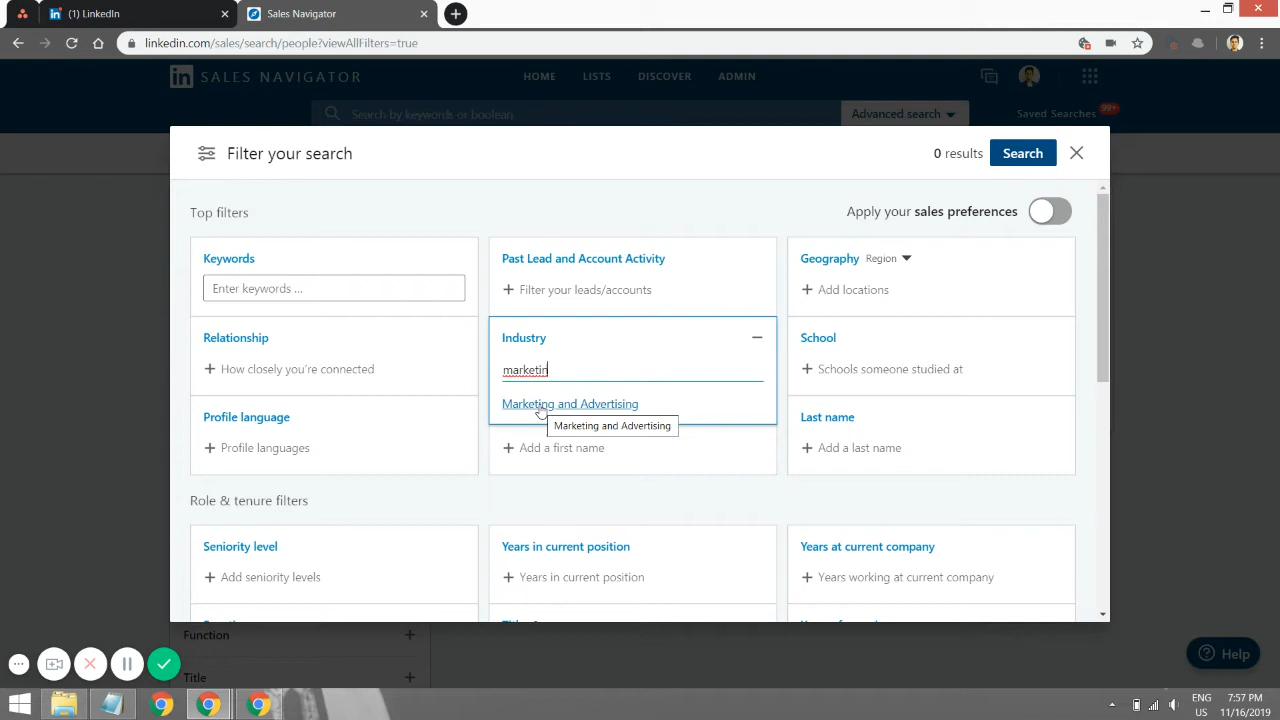 (1) LinkedIn
Sales Navigator
linkedin.com/sales/search/people?viewAllFilters=true
in SALES NAVIGATOR
HOME LISTS DISCOVER ADMIN
Search by keywords or boolean
Advanced search
Saved Searches
99+
Filter your search
0 results
Search
Top filters
Apply your sales preferences
Keywords
Enter keywords ...
Past Lead and Account Activity
+ Filter your leads/accounts
Geography Region
+ Add locations
Relationship
+ How closely you're connected
Industry
marketin
Marketing and Advertising
Marketing and Advertising
School
+ Schools someone studied at
Profile language
+ Profile languages
+ Add a first name
Last name
+ Add a last name
Role & tenure filters
Seniority level
+ Add seniority levels
Years in current position
+ Years in current position
Years at current company
+ Years working at current company
Function +
Title +
Help
ENG
US
7:57 PM
11/16/2019